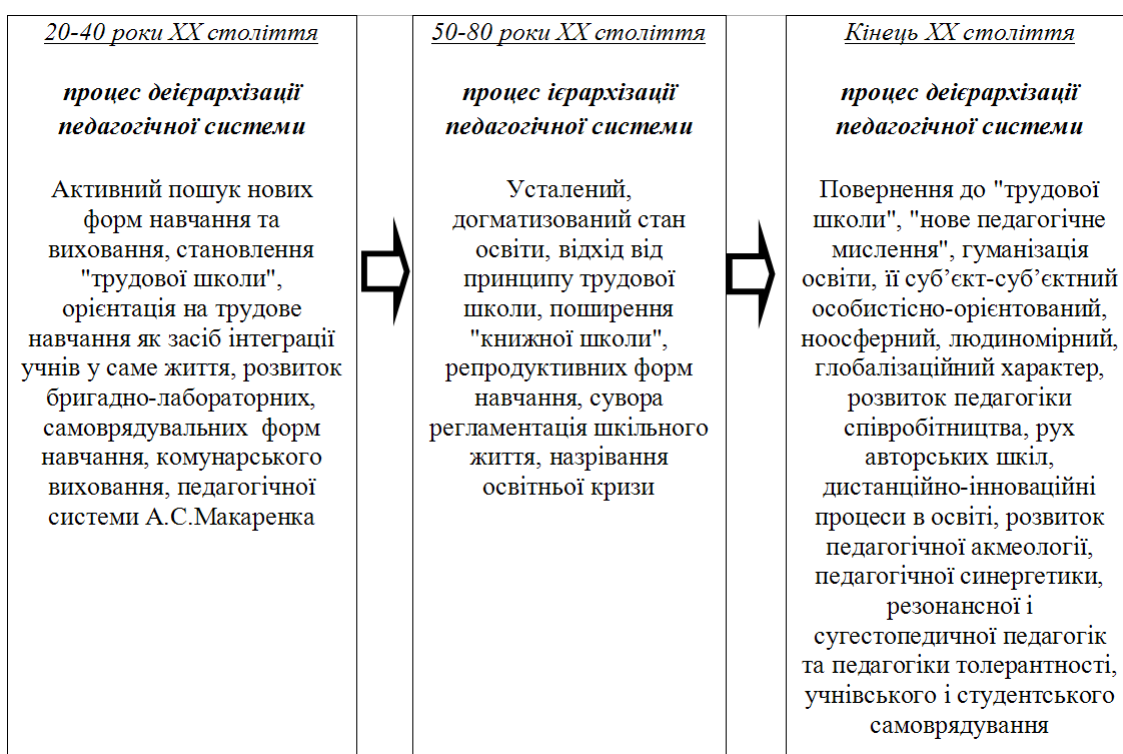 20-40 роки ХХ століття
процес деієрархізації
педагогічної системи
Активний пошук нових
форм навчання та
виховання, становлення
"трудової школи",
орієнтація на трудове
навчання як засіб інтеграції
учнів у саме життя, розвиток
бригадно-лабораторних,
самоврядувальних форм
навчання, комунарського
виховання, педагогічної
системи А.С.Макаренка
50-80 роки ХХ століття
процес ієрархізації
педагогічної системи
Усталений,
догматизований стан
освіти, відхід від
принципу трудової
школи, поширення
"книжної школи",
репродуктивних форм
навчання, сувора
регламентація шкільного
життя, назрівання
освітньої кризи
Кінець ХХ століття
процес деієрархізації
педагогічної системи
Повернення до "трудової
школи", "нове педагогічне
мислення", гуманізація
освіти, її суб’єкт-суб’єктний
особистісно-орієнтований,
ноосферний, людиномірний,
глобалізаційний характер,
розвиток педагогіки
співробітництва, рух
авторських шкіл,
дистанційно-інноваційні
процеси в освіті, розвиток
педагогічної акмеології,
педагогічної синергетики,
резонансної і
сугестопедичної педагогік
та педагогіки толерантності,
учнівського і студентського
самоврядування